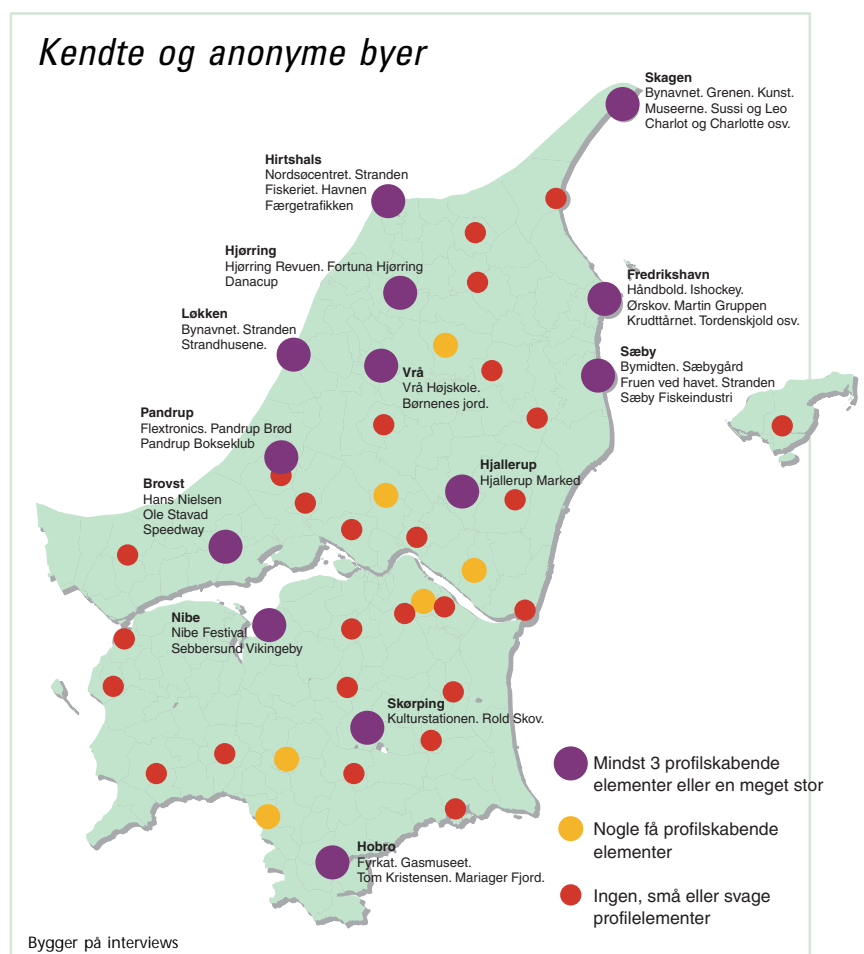 Kendte og anonyme byer
Skagen
Bynavnet. Grenen. Kunst.
Museerne. Sussi og Leo
Charlot og Charlotte osv.
Hirtshals
Nordsøcentret. Stranden
Fiskeriet. Havnen
Færgetrafikken
Hjørring
Hjørring Revuen. Fortuna Hjørring
Danacup
Fredrikshavn
Håndbold. Ishockey.
Ørskov. Martin Gruppen
Krudttårnet. Tordenskjold osv.
Løkken
Bynavnet. Stranden
Strandhusene.
Sæby
Bymidten. Sæbygård
Fruen ved havet. Stranden
Sæby Fiskeindustri
Vrå
Vrå Højskole.
Børnenes jord.
Pandrup
Flextronics. Pandrup Brød
Pandrup Bokseklub
Hjallerup
Hjallerup Marked
Brovst
Hans Nielsen
Ole Stavad
Speedway
Nibe
Nibe Festival
Sebbersund Vikingeby
Skørping
Kulturstationen. Rold Skov.
Hobro
Fyrkat. Gasmuseet.
Tom Kristensen. Mariager Fjord.
Mindst 3 profilskabende
elementer eller en meget stor
Nogle få profilskabende
elementer
Ingen, små eller svage
profilelementer
Bygger på interviews